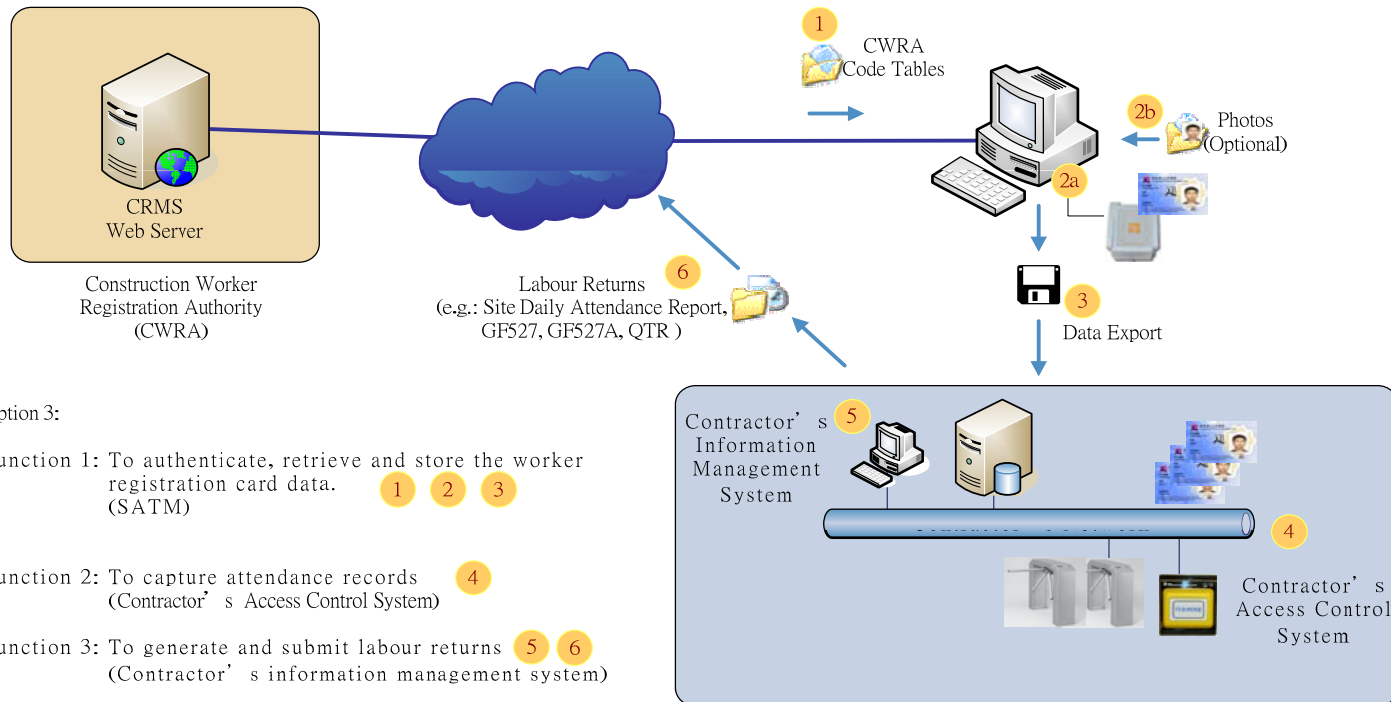 1
CWRA
Code Tables
2b
Photos
(Optional)
2a
CRMS
Web Server
Construction Worker
Registration Authority
(CWRA)
Labour Returns 6
(e.g.: Site Daily Attendance Report,
GF527, GF527A, QTR )
3
Data Export
ption 3:
unction 1: To authenticate, retrieve and store the worker
registration card data. 1 2 3
(SATM)
unction 2: To capture attendance records 4
(Contractor’s Access Control System)
unction 3: To generate and submit labour returns 5 6
(Contractor’s information management system)
Contractor’s 5
Information
Management
System
4
Contractor’s
Access Control
System